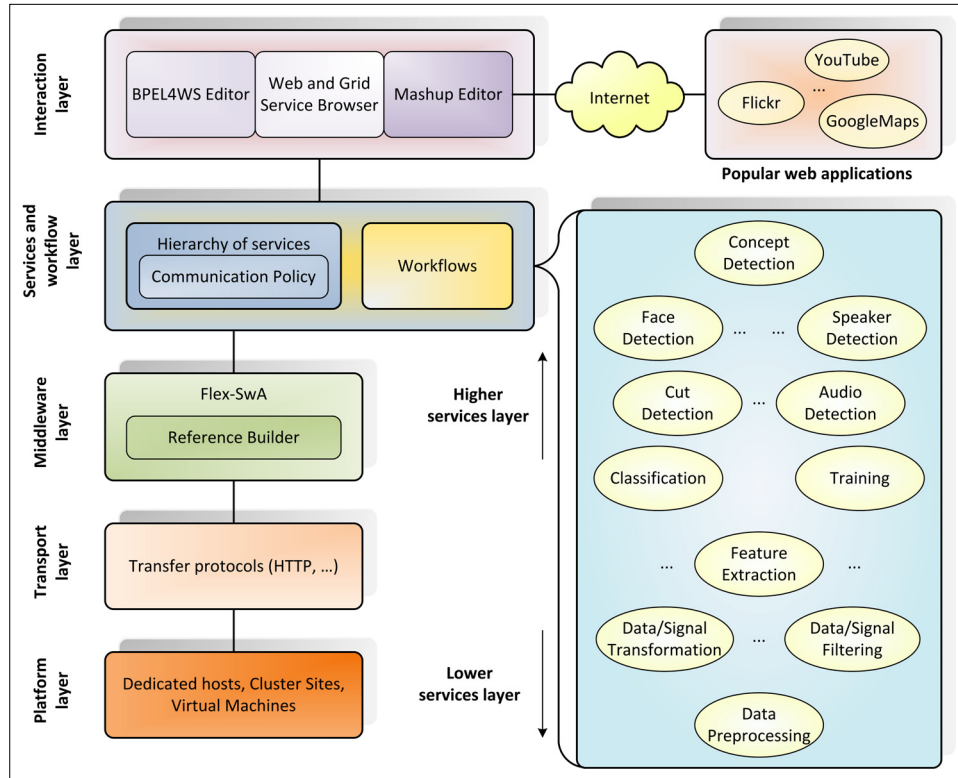 Interaction
layer
BPEL4WS Editor
Web and Grid
Service Browser
Mashup Editor
Internet
YouTube
...
Flickr
GoogleMaps
Popular web applications
Services and
workflow
layer
Hierarchy of services
Communication Policy
Workflows
Middleware
layer
Flex-SwA
Reference Builder
Transport
layer
Transfer protocols (HTTP, ...)
Platform
layer
Dedicated hosts, Cluster Sites,
Virtual Machines
Higher
services layer
Lower
services layer
Concept
Detection
Face
Detection
... ...
Speaker
Detection
Cut
Detection
...
Audio
Detection
Classification
Training
...
Feature
Extraction
...
Data/Signal
Transformation
...
Data/Signal
Filtering
Data
Preprocessing